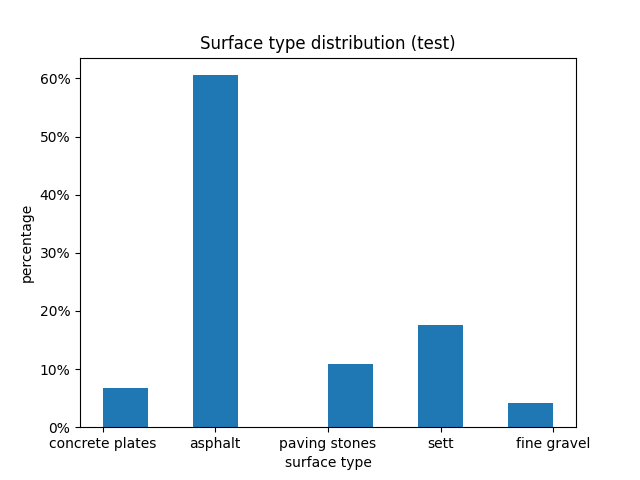 Surface type distribution (test)
60%
50%
40%
30%
20%
10%
0%
percentage
concrete plates asphalt paving stones sett fine gravel
surface type